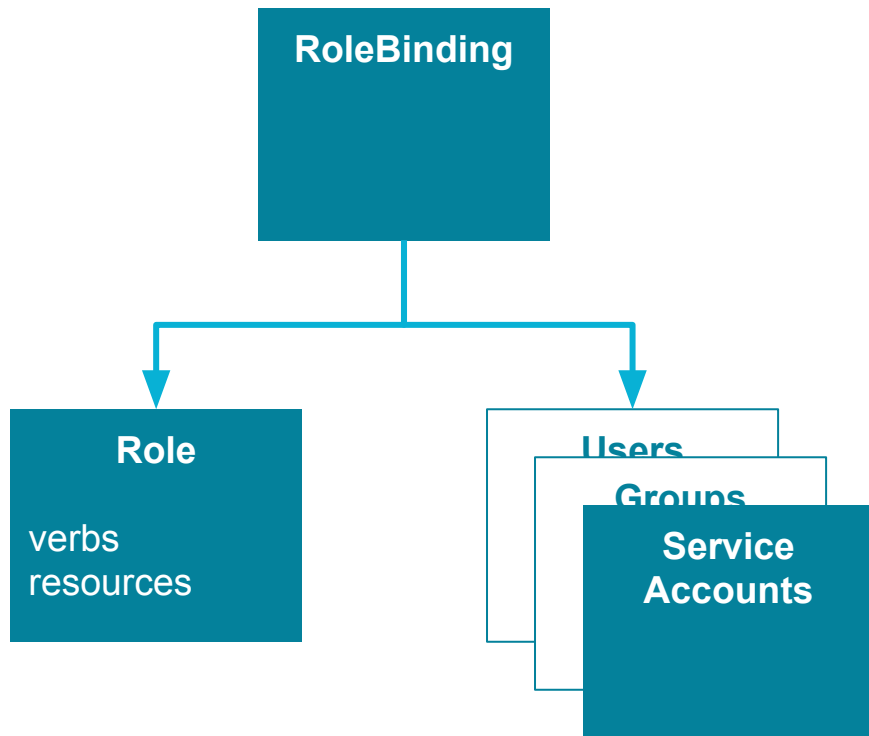 RoleBinding
Role
verbs
resources
Users
Groups
Service
Accounts